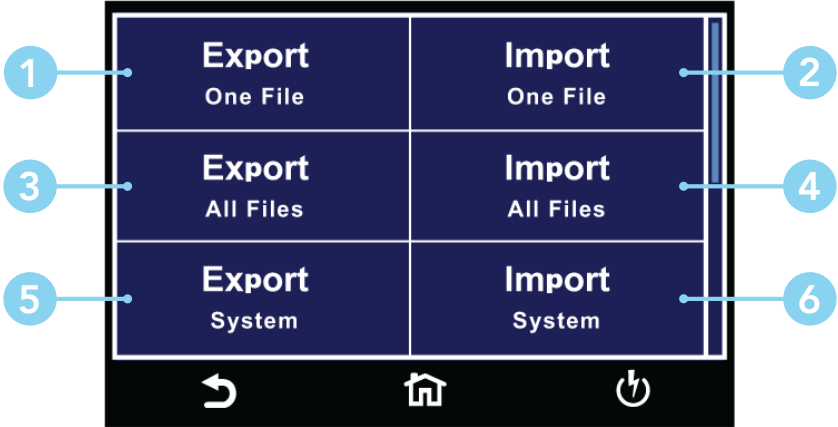 1
Export
One File
Import
One File
2
3
Export
All Files
Import
All Files
4
5
Export
System
Import
System
6